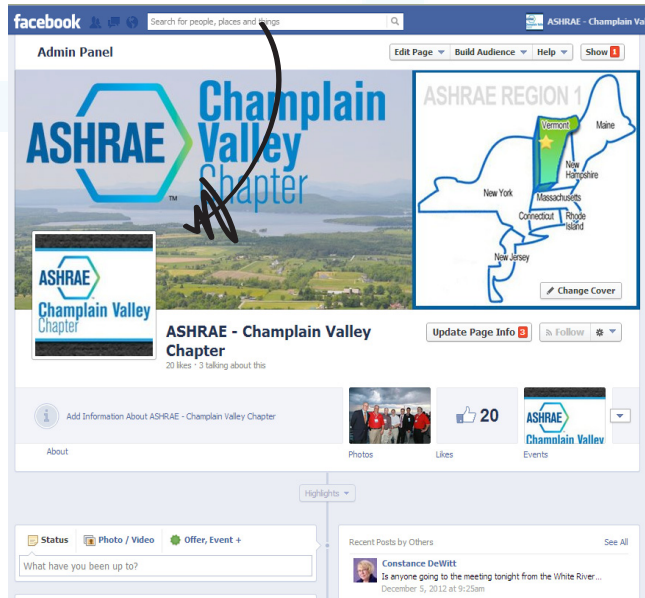 facebook
Search for people, places and things
ASHRAE - Champlain Va
Admin Panel
Edit Page
Build Audience
Help
Show 1
ASHRAE
TM
Champlain
Valley
Chapter
ASHRAE REGION 1
Vermont
Maine
New
Hampshire
New York
Massachusetts
Connecticut
Rhode
Island
New Jersey
Change Cover
ASHRAE
Champlain Valley
Chapter
ASHRAE - Champlain Valley
Chapter
20 likes · 3 talking about this
Update Page Info 3
Follow
Add Information About ASHRAE - Champlain Valley Chapter
About
Photos
20
Likes
ASHRAE
Champlain Valley
Events
Highlights
Status
Photo / Video
Offer, Event +
What have you been up to?
Recent Posts by Others
See All
Constance DeWitt
Is anyone going to the meeting tonight from the White River...
December 5, 2012 at 9:25am